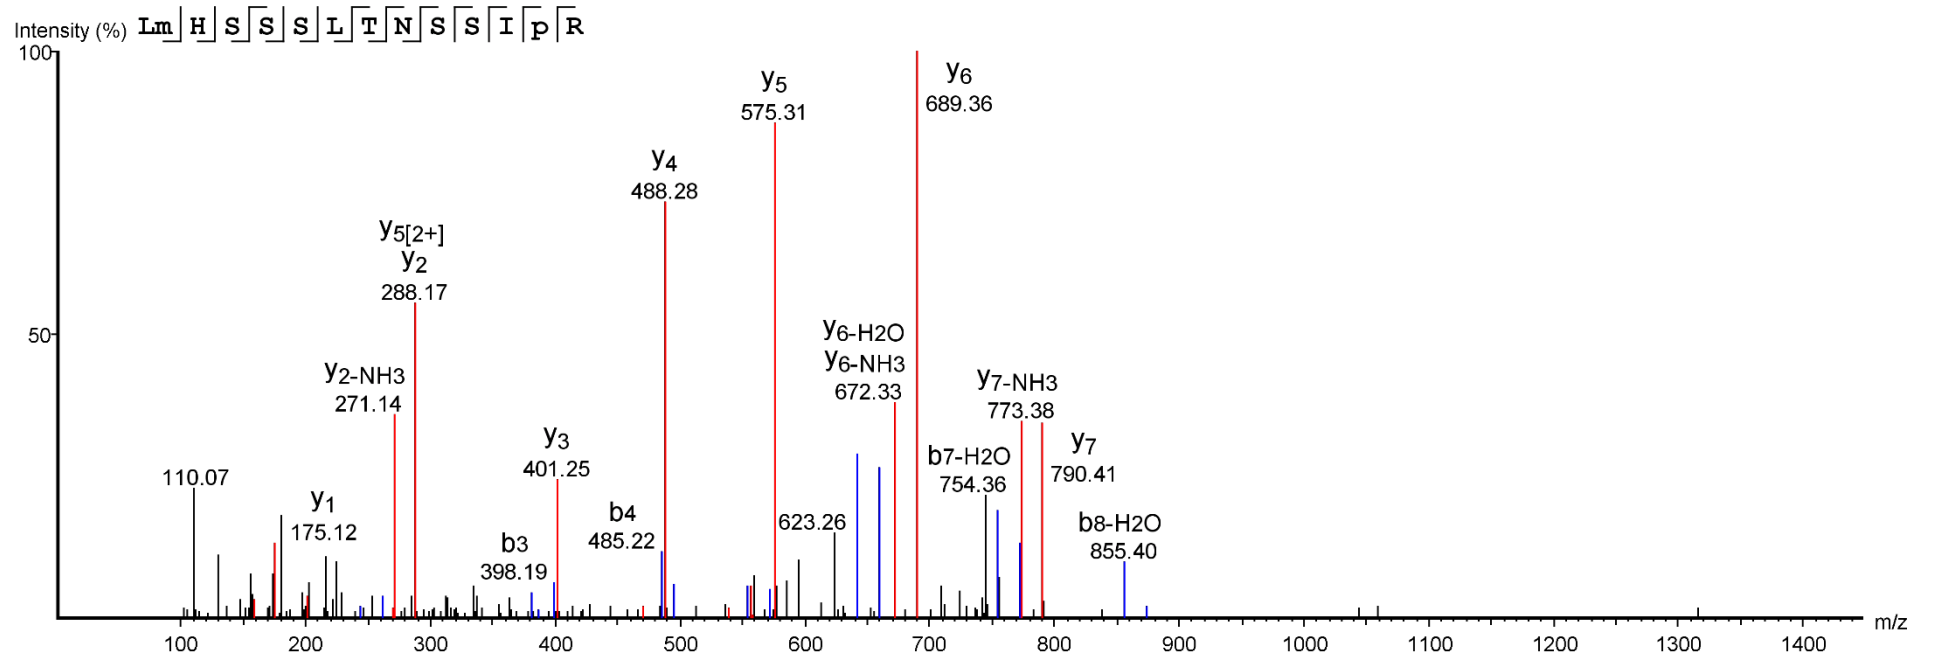 Intensity (%) LmHSSSLTNSSIpR
100
y6
689.36
y5
575.31
y4
488.28
y5[2+]
y2
288.17
50
y6-H2O
y6-NH3
672.33
y2-NH3
271.14
y7-NH3
773.38
y3
401.25
y7
790.41
b7-H2O
754.36
110.07
y1
175.12
b4
485.22
623.26
b8-H2O
855.40
b3
398.19
m/z
100 200 300 400 500 600 700 800 900 1000 1100 1200 1300 1400